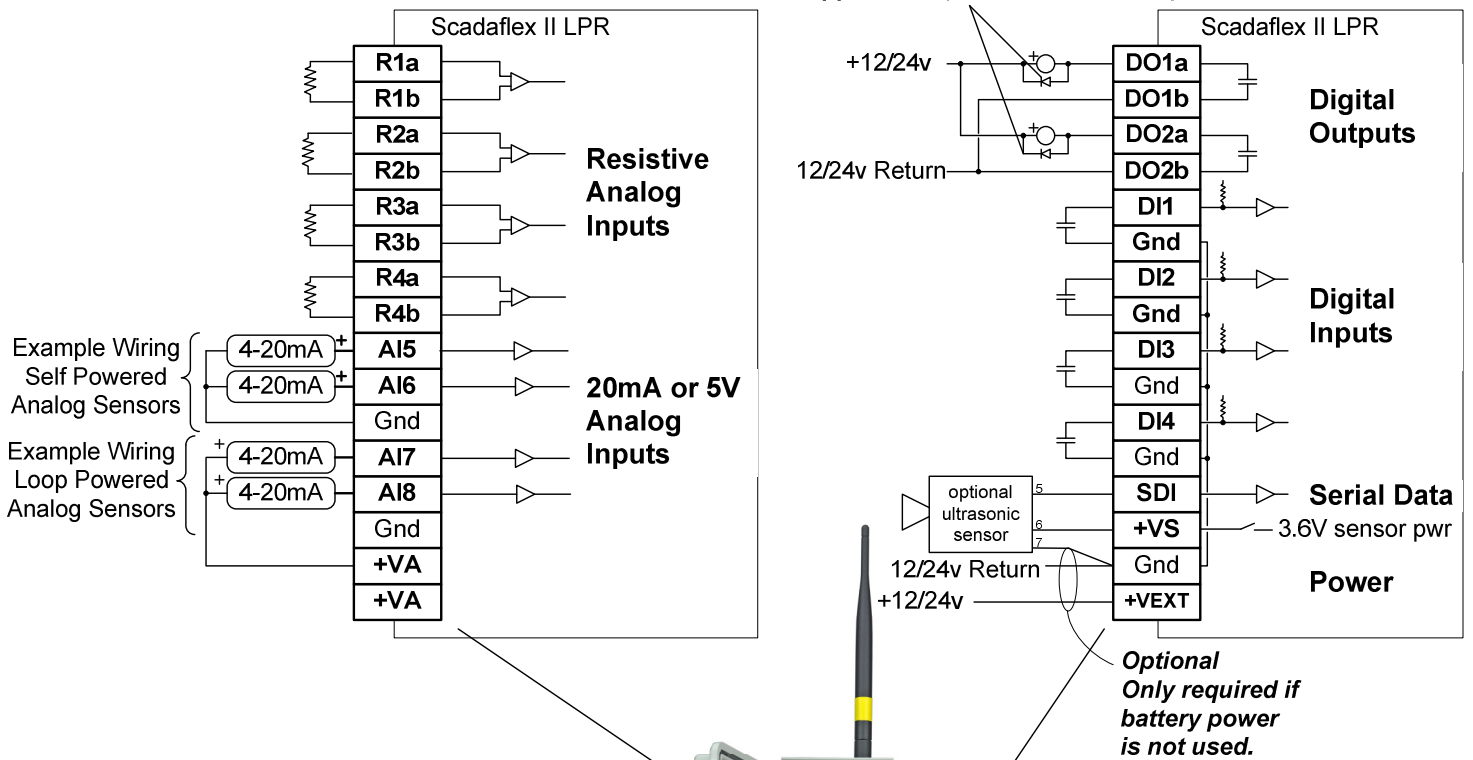 Scadaflex II LPR
R1a
R1b
R2a
R2b
R3a
R3b
R4a
R4b
AI5
AI6
Gnd
AI7
AI8
Gnd
+VA
+VA
Resistive
Analog
Inputs
20mA or 5V
Analog
Inputs
Example Wiring
Self Powered
Analog Sensors
4-20mA +
4-20mA +
Example Wiring
Loop Powered
Analog Sensors
+ 4-20mA
+ 4-20mA
Scadaflex II LPR
+12/24v
+
+
12/24v Return
DO1a
DO1b
DO2a
DO2b
DI1
Gnd
DI2
Gnd
DI3
Gnd
DI4
Gnd
SDI
+VS
Gnd
+VEXT
Digital
Outputs
Digital
Inputs
Serial Data
3.6V sensor pwr
Power
optional
ultrasonic
sensor
5
6
7
12/24v Return
+12/24v
Optional
Only required if
battery power
is not used.